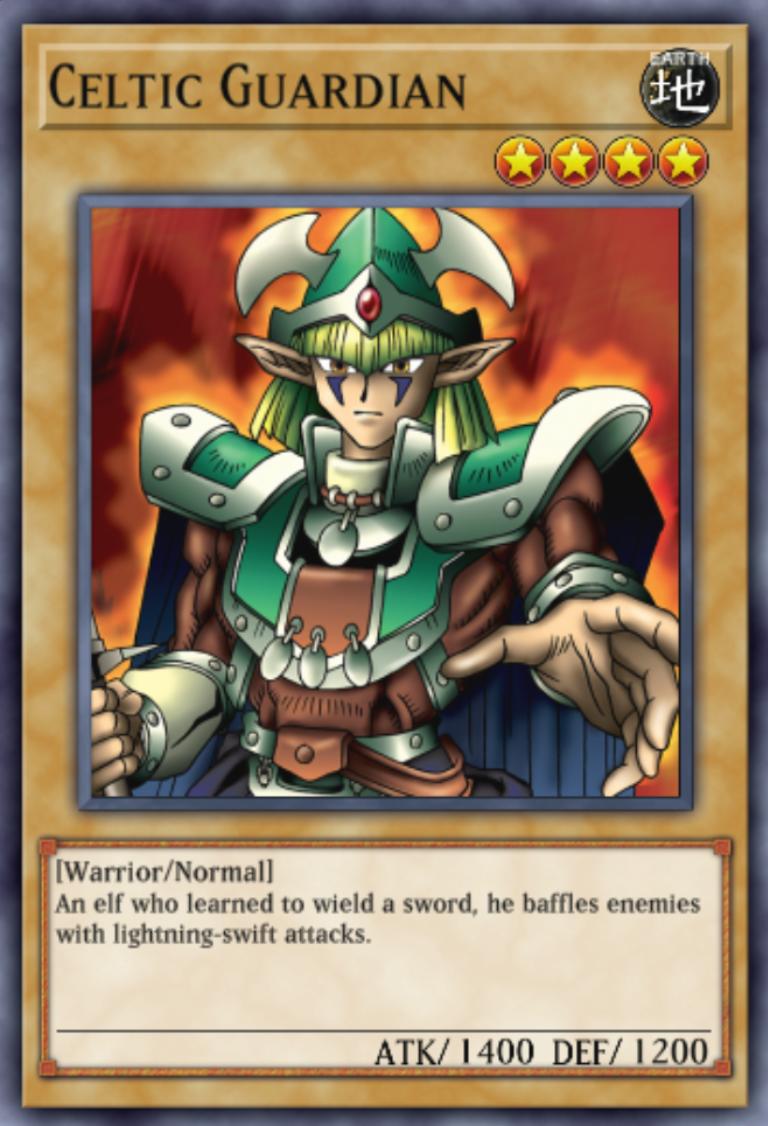 Celtic Guardian
EARTH
地
[Warrior/Normal]
An elf who learned to wield a sword, he baffles enemies
with lightning-swift attacks.
ATK/ 1400 DEF/ 1200